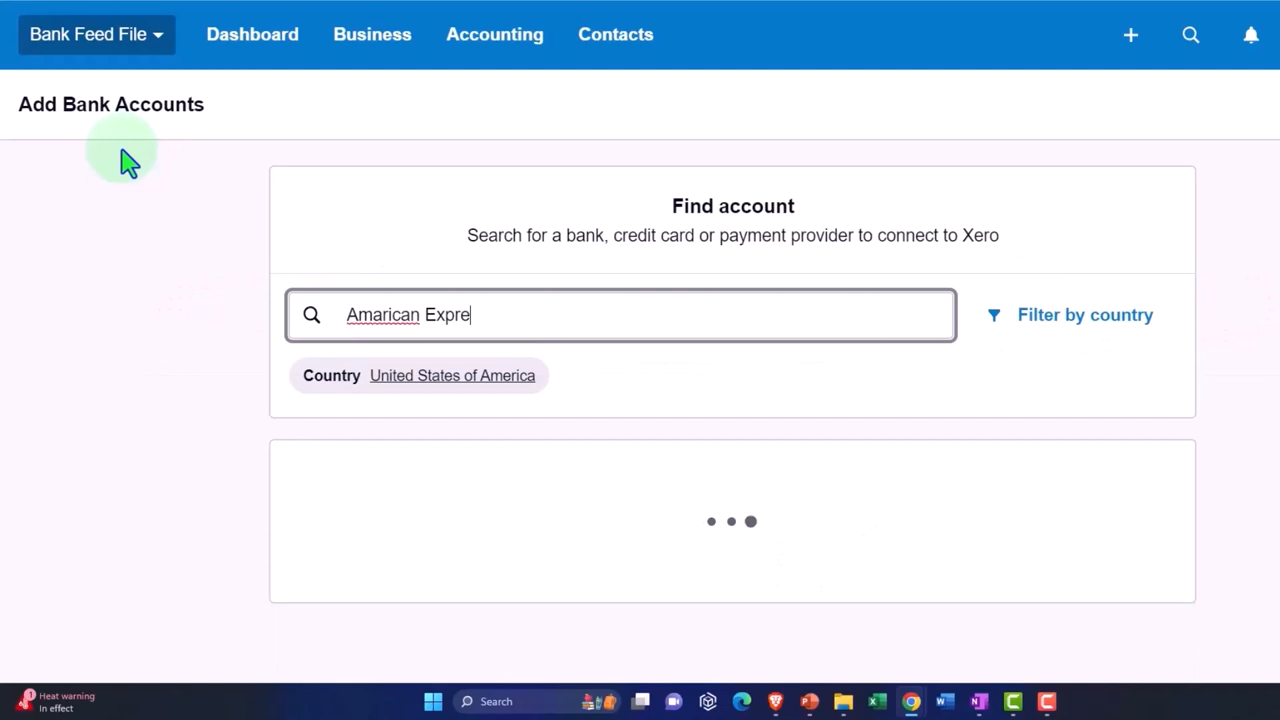 Bank Feed File Dashboard Business Accounting Contacts
Add Bank Accounts
Find account
Search for a bank, credit card or payment provider to connect to Xero
Amarican Expre
Filter by country
Country United States of America
1
Heat warning
In effect
Search